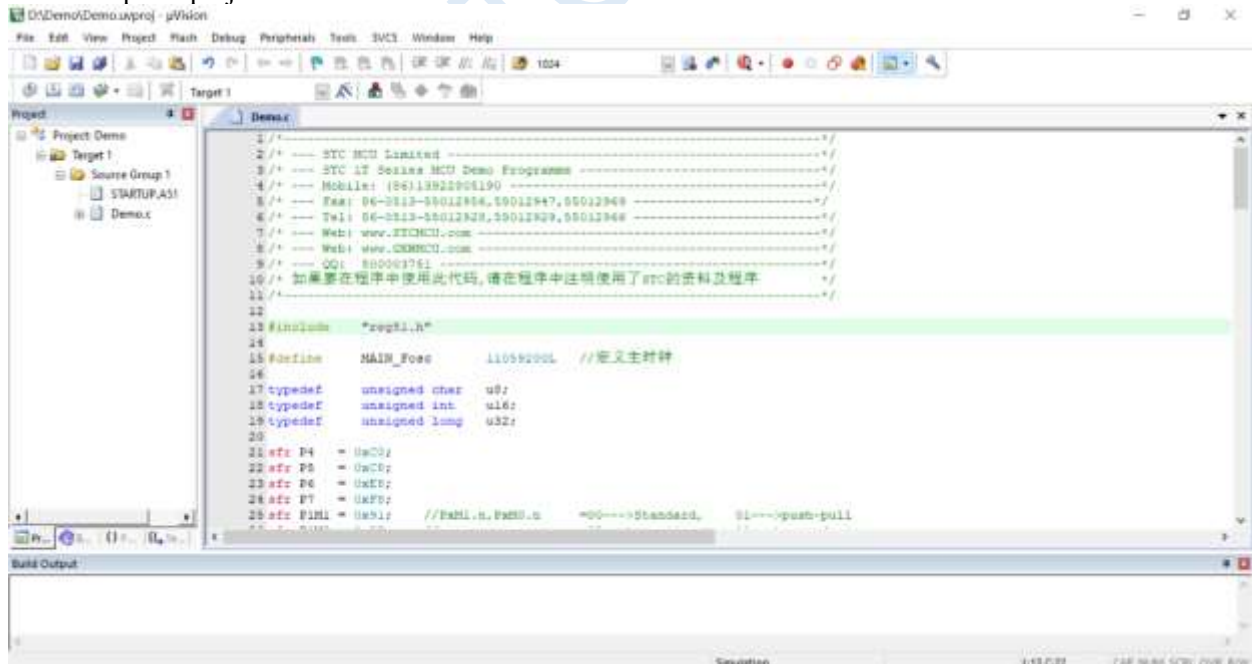 D:\Demo\Demo.uvproj - µVision
File Edit View Project Flash Debug Peripherals Tools SVCS Window Help
1024
Target 1
Project
Demo.c
Project: Demo
Target 1
Source Group 1
STARTUP.A51
Demo.c
1 /*---------------------------------------------------------------------*/
2 /* --- STC MCU Limited ------------------------------------------------*/
3 /* --- STC 1T Series MCU Demo Programme -------------------------------*/
4 /* --- Mobile: (86)13922805190 ----------------------------------------*/
5 /* --- Fax: 86-0513-55012956,55012947,55012969 ------------------------*/
6 /* --- Tel: 86-0513-55012928,55012929,55012966 ------------------------*/
7 /* --- Web: www.STCMCU.com --------------------------------------------*/
8 /* --- Web: www.GXWMCU.com --------------------------------------------*/
9 /* --- QQ: 800003751 -------------------------------------------------*/
10 /* 如果要在程序中使用此代码,请在程序中注明使用了STC的资料及程序 */
11 /*---------------------------------------------------------------------*/
12
13 #include "reg51.h"
14
15 #define MAIN_Fosc 11059200L //定义主时钟
16
17 typedef unsigned char u8;
18 typedef unsigned int u16;
19 typedef unsigned long u32;
20
21 sfr P4 = 0xC0;
22 sfr P5 = 0xC8;
23 sfr P6 = 0xE8;
24 sfr P7 = 0xF8;
25 sfr P1M1 = 0x91; //PxM1.n,PxM0.n =00--->Standard, 01--->push-pull
Build Output
Simulation